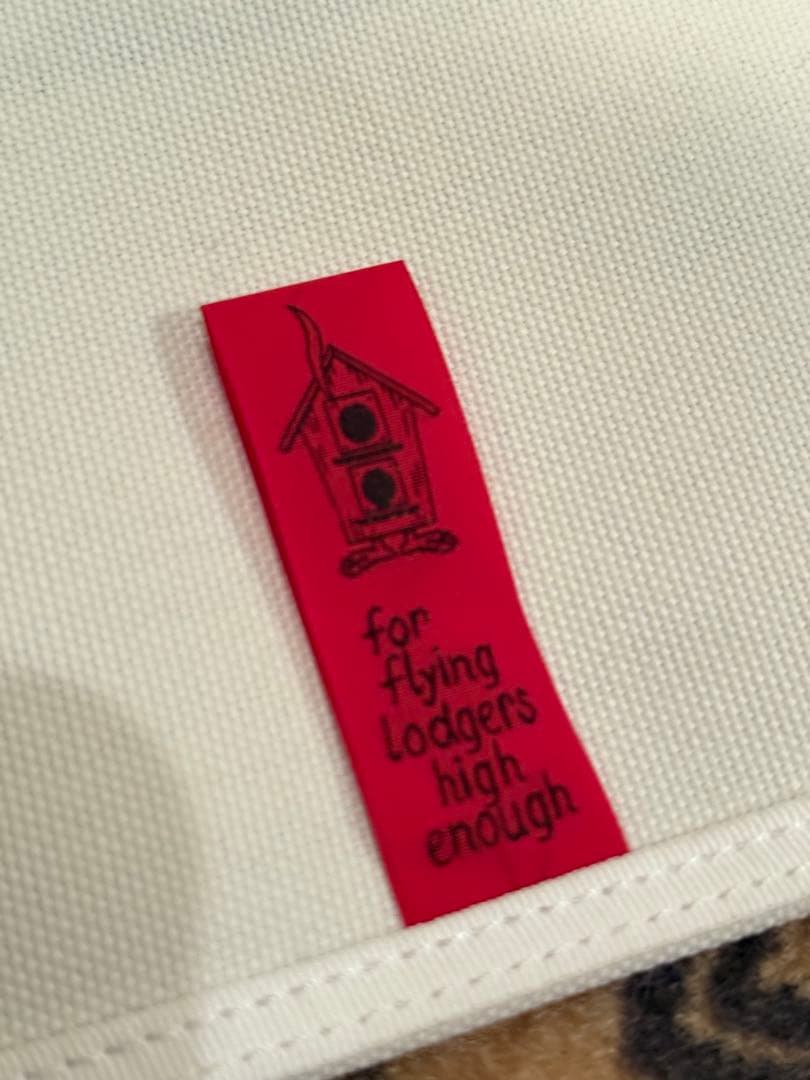 for
flying
lodgers
high
enough